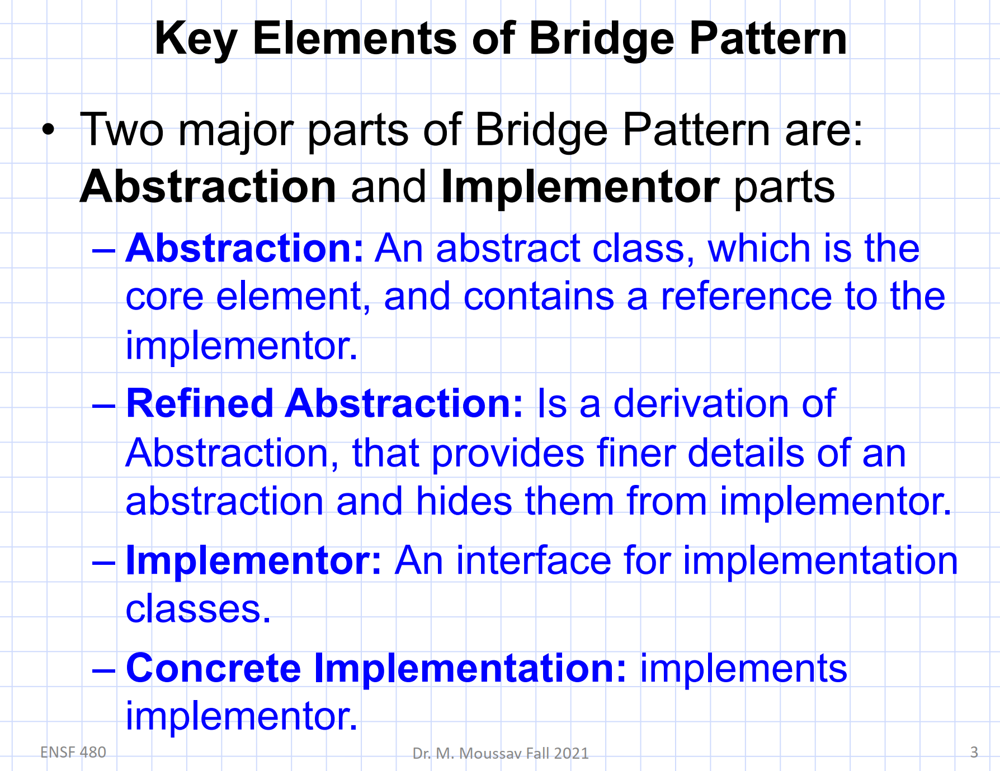 Key Elements of Bridge Pattern
• Two major parts of Bridge Pattern are:
Abstraction and Implementor parts
– Abstraction: An abstract class, which is the
core element, and contains a reference to the
implementor.
– Refined Abstraction: Is a derivation of
Abstraction, that provides finer details of an
abstraction and hides them from implementor.
– Implementor: An interface for implementation
classes.
– Concrete Implementation: implements
implementor.
ENSF 480
Dr. M. Moussav Fall 2021
3